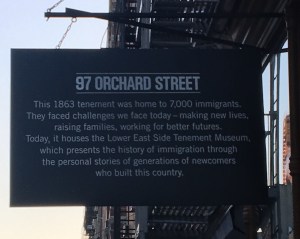 97 ORCHARD STREET
This 1863 tenement was home to 7,000 immigrants.
They faced challenges we face today – making new lives,
raising families, working for better futures.
Today, it houses the Lower East Side Tenement Museum,
which presents the history of immigration through
the personal stories of generations of newcomers
who built this country.